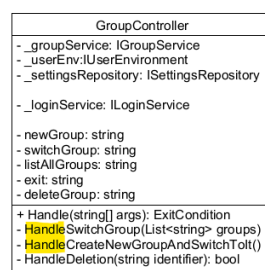 GroupController
- _groupService: IGroupService
- _userEnv:IUserEnvironment
- _settingsRepository: ISettingsRepository
- _loginService: ILoginService
- newGroup: string
- switchGroup: string
- listAllGroups: string
- exit: string
- deleteGroup: string
+ Handle(string[] args): ExitCondition
- HandleSwitchGroup(List<string> groups)
- HandleCreateNewGroupAndSwitchToIt()
- HandleDeletion(string identifier): bool